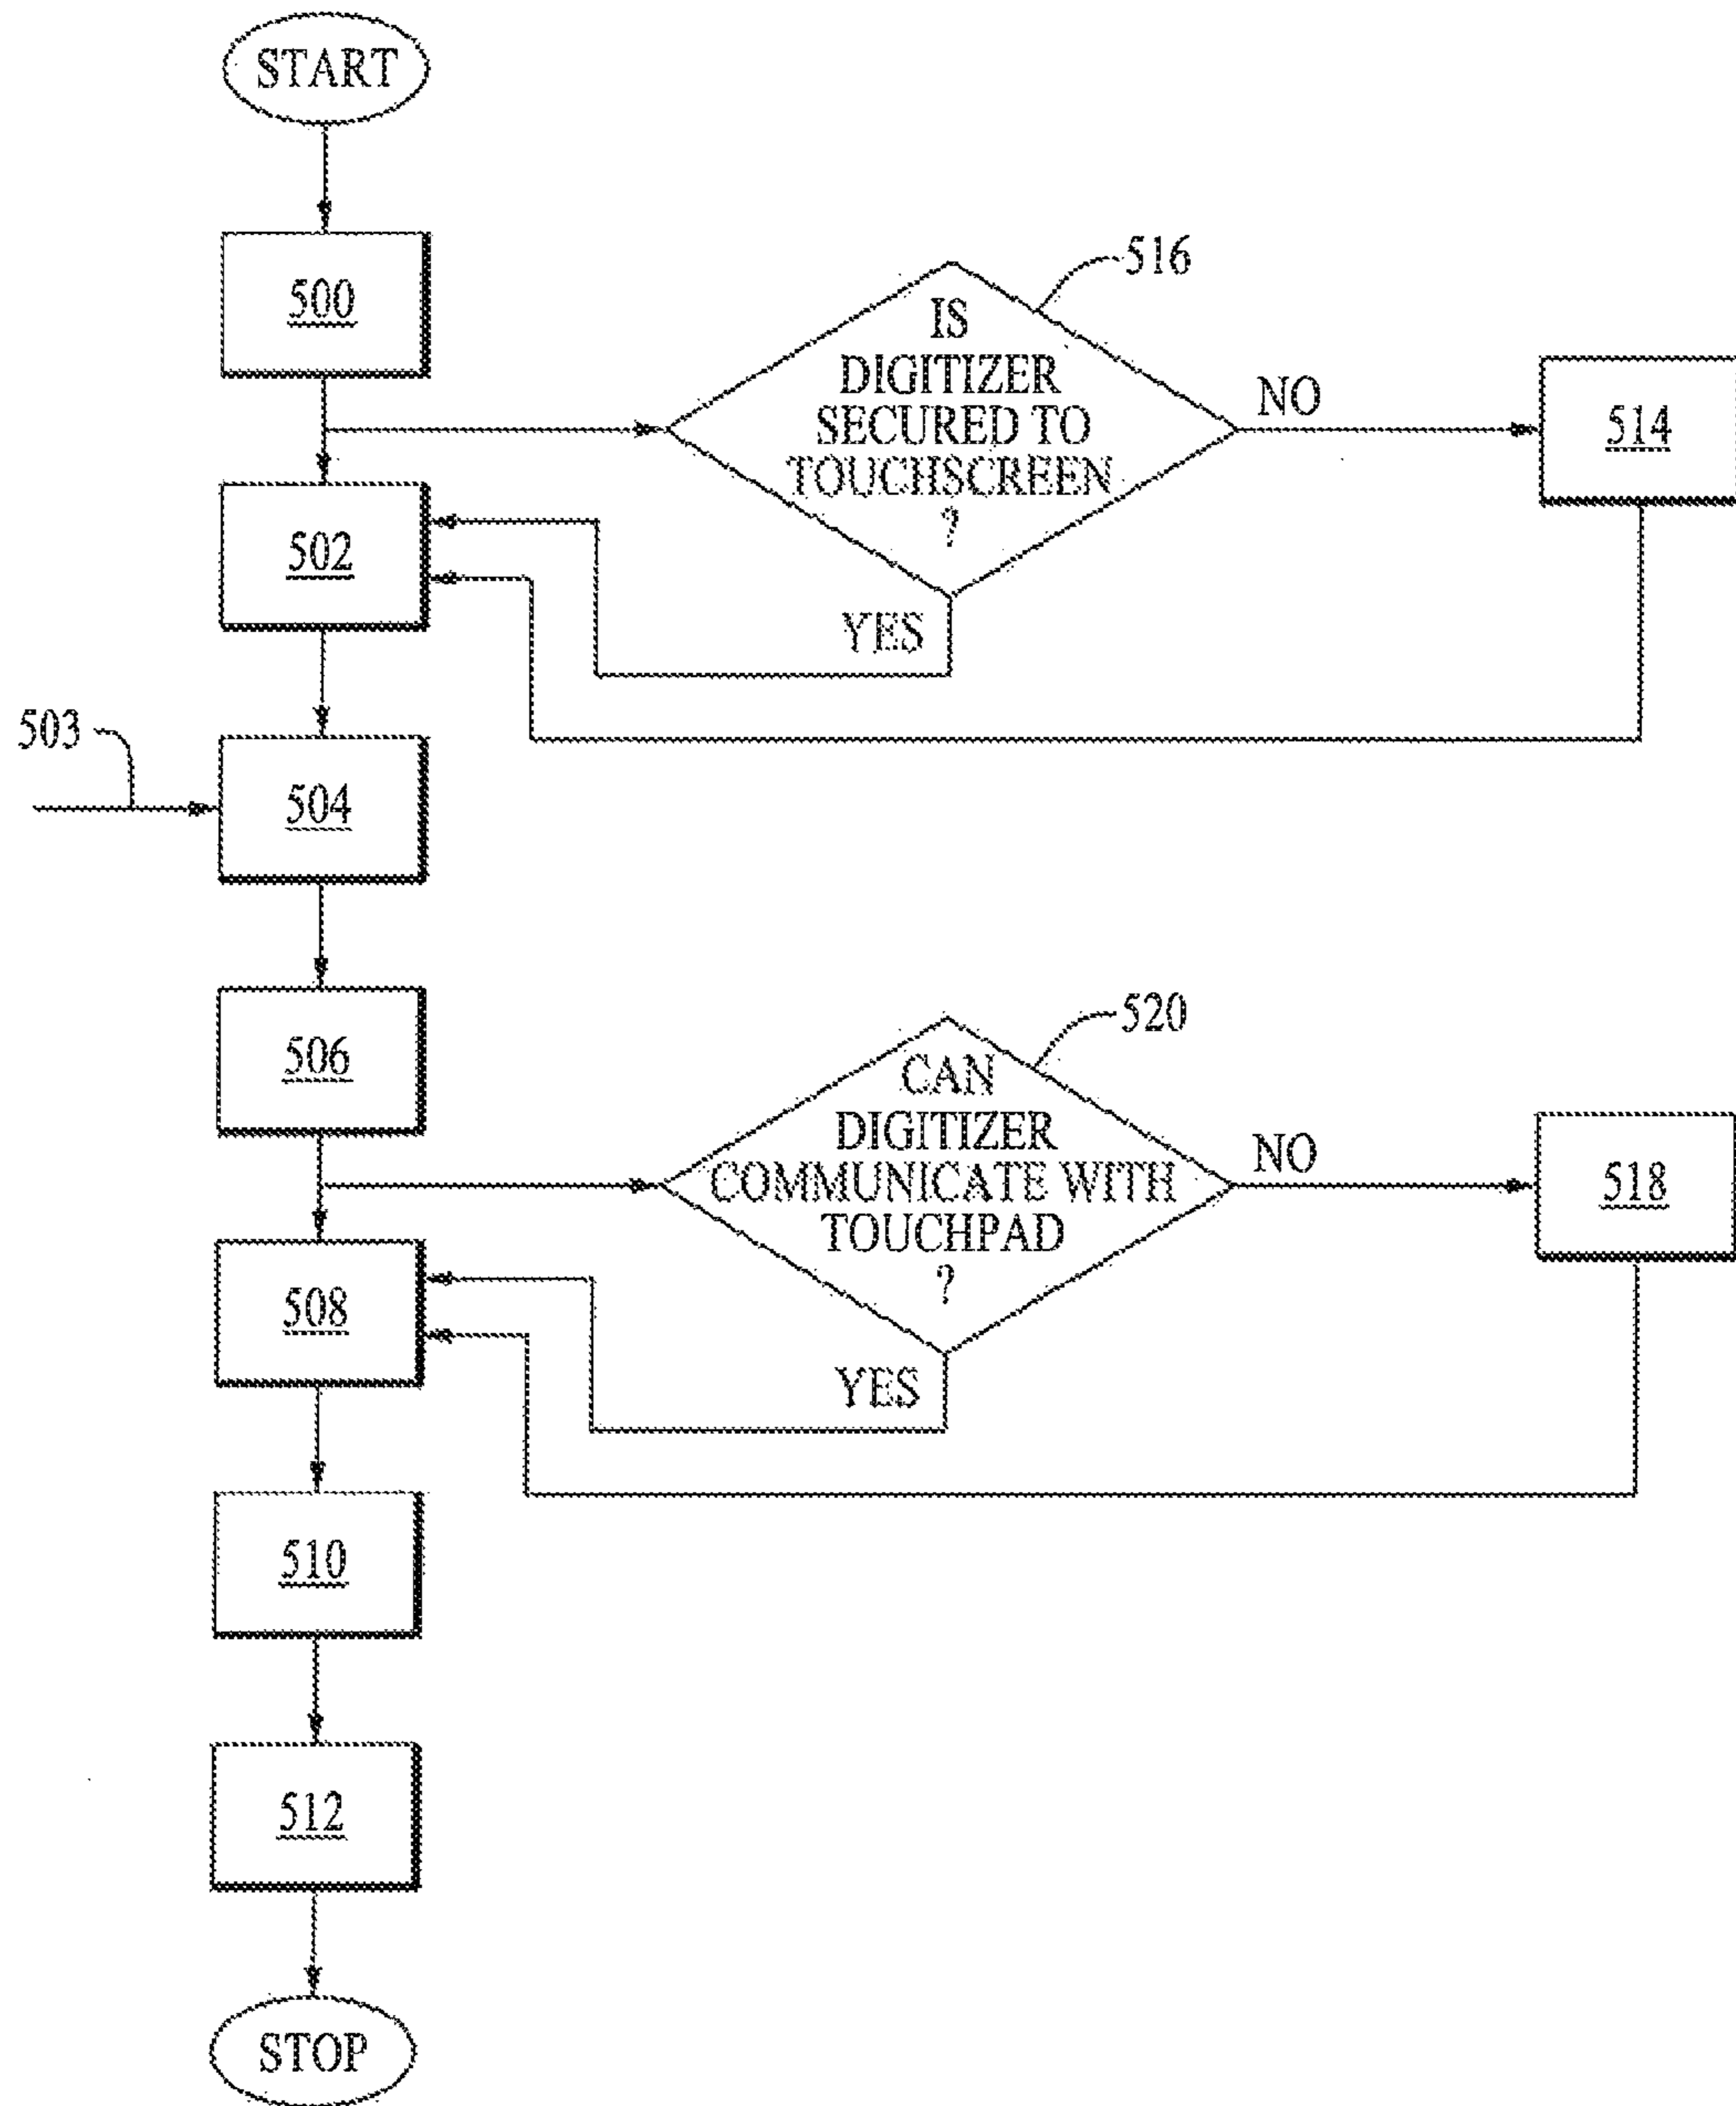 START
500
516
IS
DIGITIZER
SECURED TO
TOUCHSCREEN
?
NO
514
YES
502
503
504
506
520
CAN
DIGITIZER
COMMUNICATE WITH
TOUCHPAD
?
NO
518
YES
508
510
512
STOP